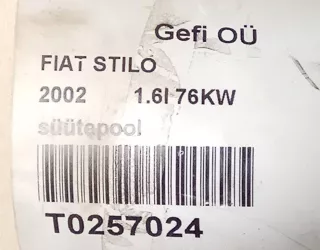 Gefi OÜ
FIAT STILO
2002 1.6l 76KW
süütepool
T0257024